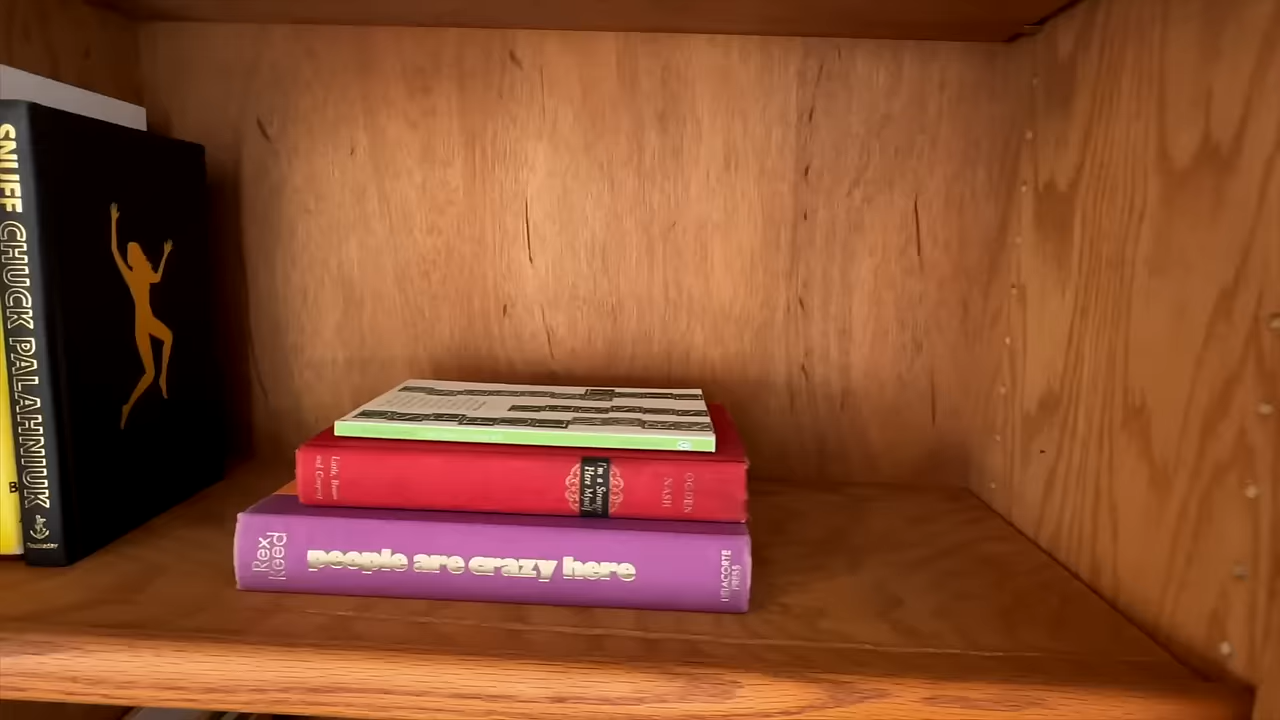 SNUFF CHUCK PALAHNIUK
Doubleday
Little, Brown
and Company
I'm a Stranger
Here Myself
OGDEN
NASH
Rex
Reed
people are crazy here
DELACORTE
PRESS